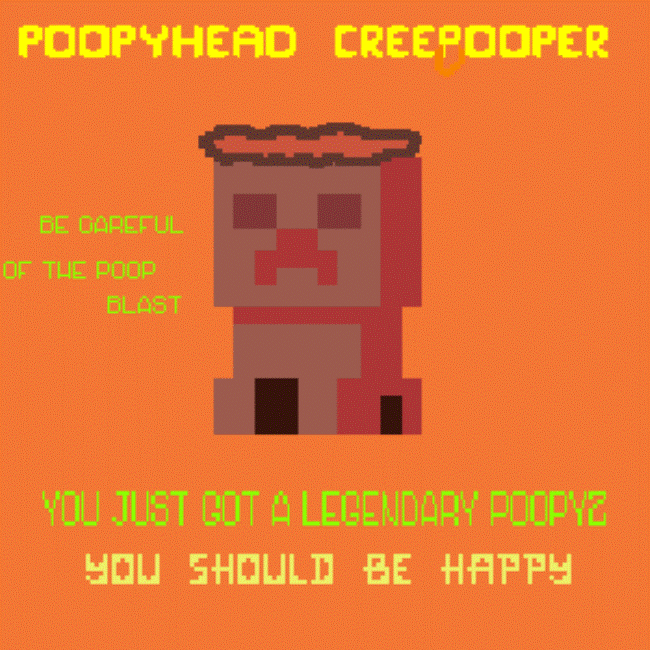 POOPYHEAD CREEPOOPER
BE CAREFUL
OF THE POOP
BLAST
YOU JUST GOT A LEGENDARY POOPYZ
YOU SHOULD BE HAPPY